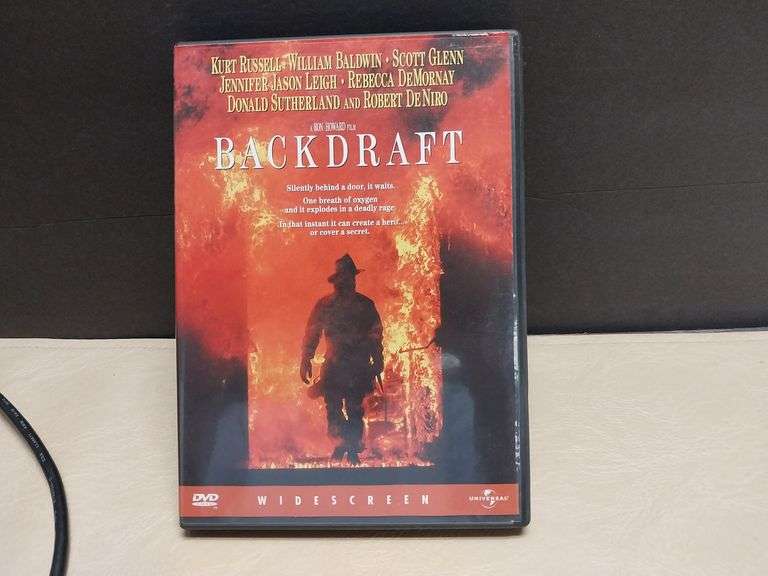 KURT RUSSELL • WILLIAM BALDWIN • SCOTT GLENN
JENNIFER JASON LEIGH • REBECCA DEMORNAY
DONALD SUTHERLAND AND ROBERT DE NIRO
A RON HOWARD FILM
BACKDRAFT
Silently behind a door, it waits.
One breath of oxygen
and it explodes in a deadly rage.
In that instant it can create a hero...
or cover a secret.
DVD
WIDESCREEN
UNIVERSAL